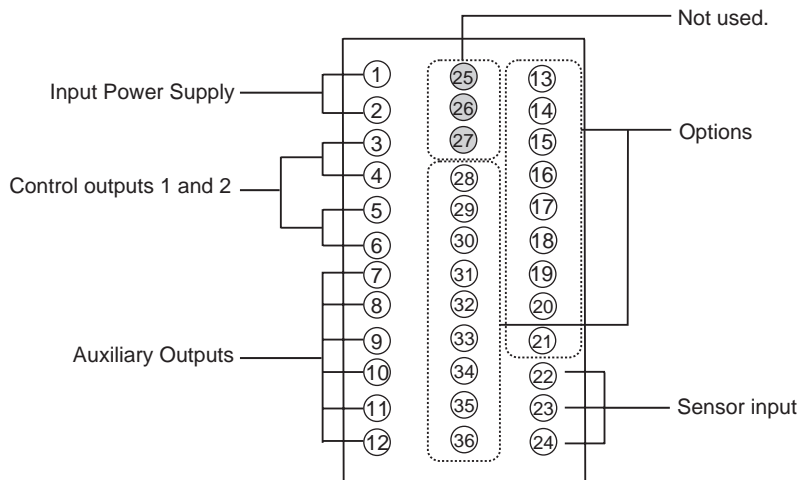 Not used.
1 25 13
Input Power Supply
2 26 14
3 27 15
Options
4 28 16
Control outputs 1 and 2
5 29 17
6 30 18
7 31 19
8 32 20
9 33 21
Auxiliary Outputs
10 34 22
11 35 23
Sensor input
12 36 24